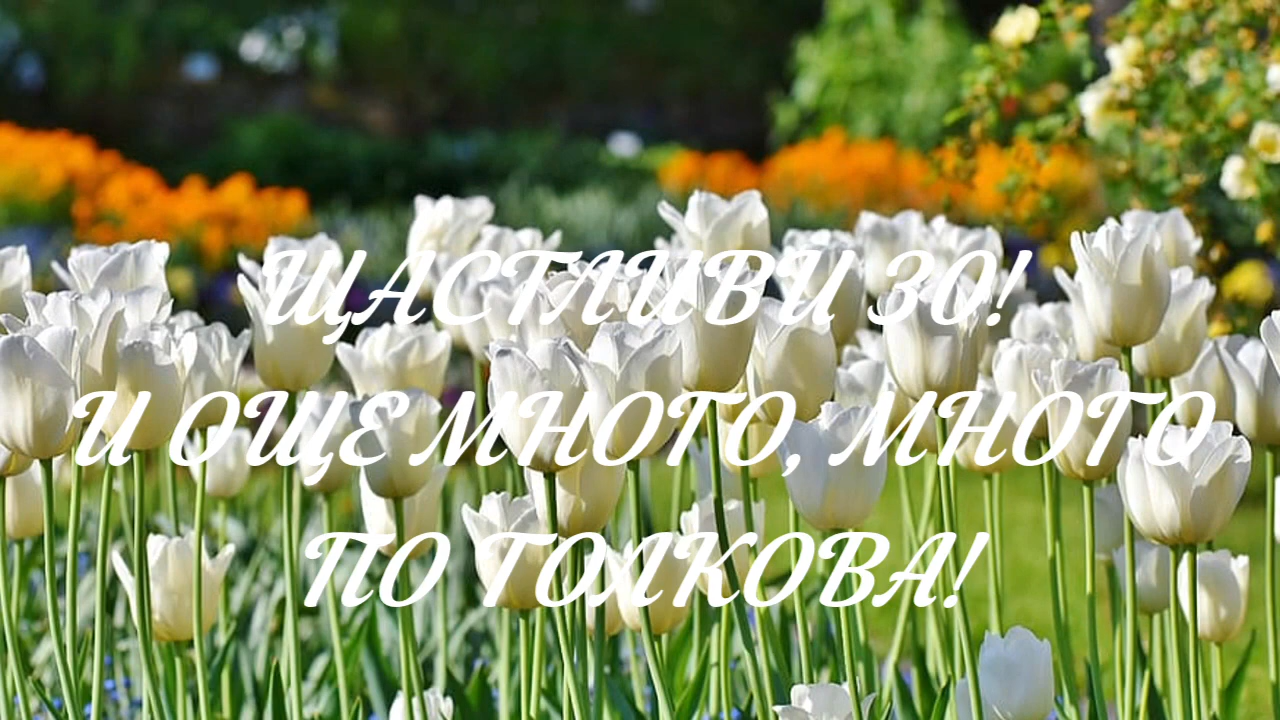 ЩАСТЛИВИ 30!
И ОЩЕ МНОГО, МНОГО
ПО ТОЛКОВА!